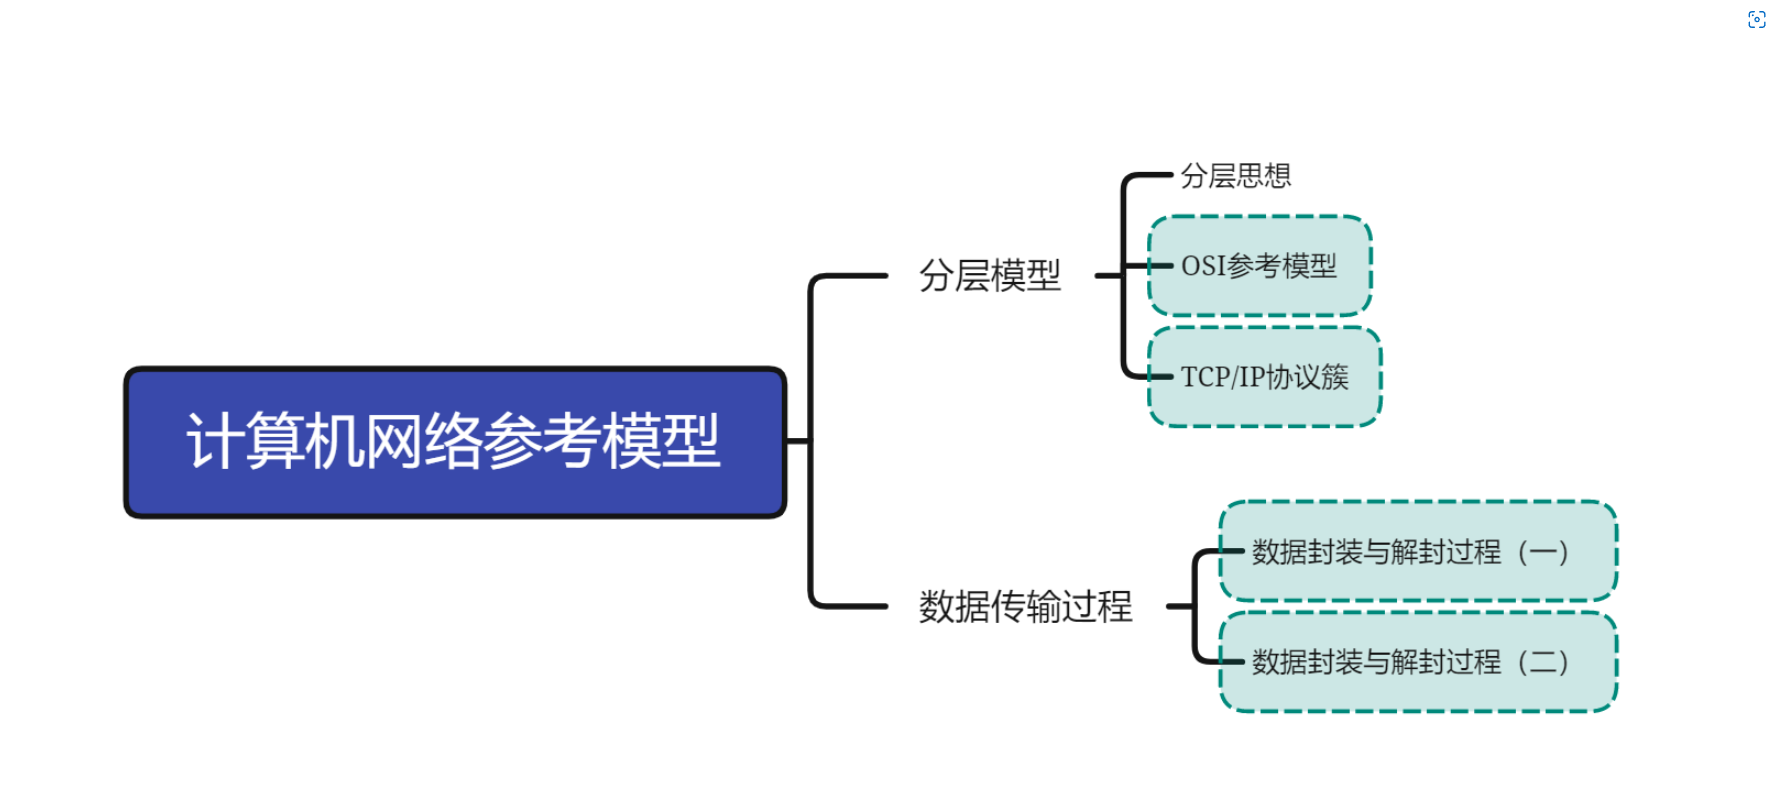 计算机网络参考模型
分层模型
分层思想
OSI参考模型
TCP/IP协议簇
数据传输过程
数据封装与解封过程（一）
数据封装与解封过程（二）